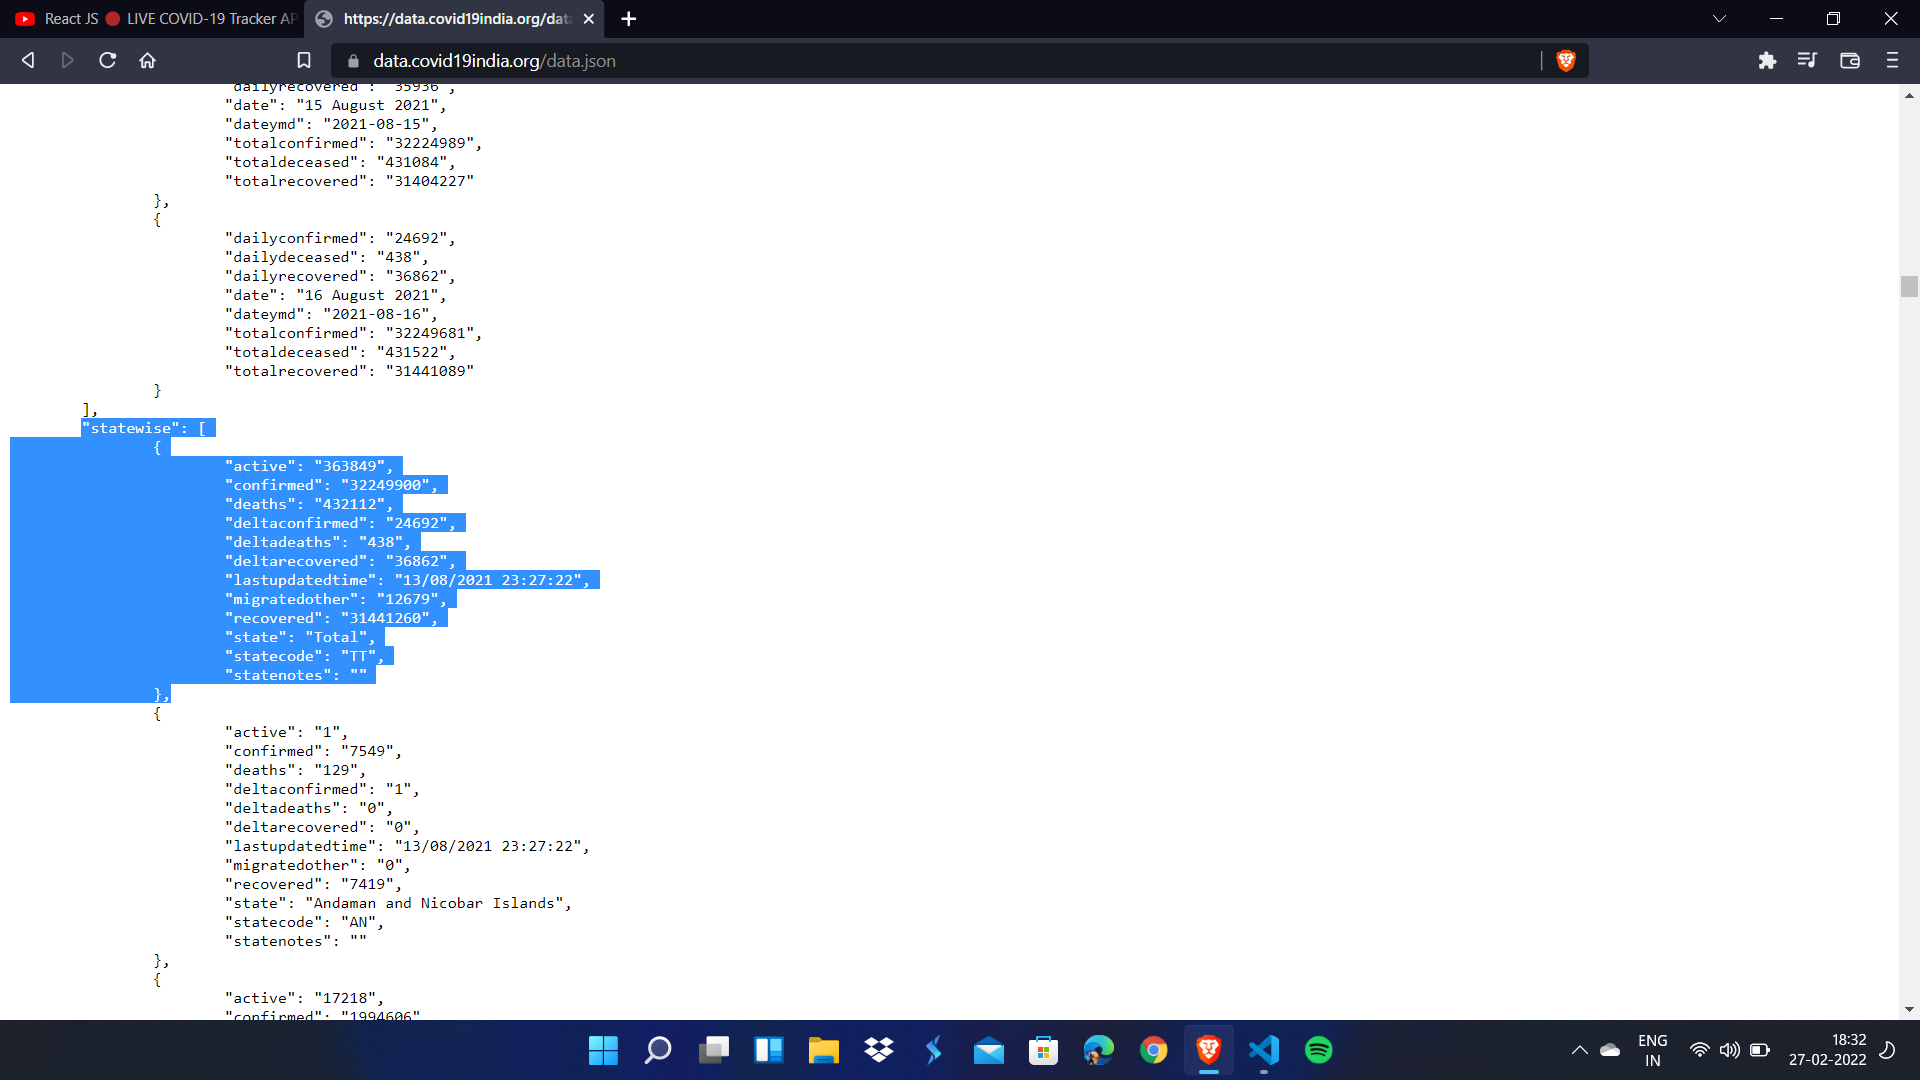 React JS 🔴 LIVE COVID-19 Tracker AP
https://data.covid19india.org/dat
data.covid19india.org/data.json
"dailyrecovered": "35936",
"date": "15 August 2021",
"dateymd": "2021-08-15",
"totalconfirmed": "32224989",
"totaldeceased": "431084",
"totalrecovered": "31404227"
},
{
"dailyconfirmed": "24692",
"dailydeceased": "438",
"dailyrecovered": "36862",
"date": "16 August 2021",
"dateymd": "2021-08-16",
"totalconfirmed": "32249681",
"totaldeceased": "431522",
"totalrecovered": "31441089"
}
],
"statewise": [
{
"active": "363849",
"confirmed": "32249900",
"deaths": "432112",
"deltaconfirmed": "24692",
"deltadeaths": "438",
"deltarecovered": "36862",
"lastupdatedtime": "13/08/2021 23:27:22",
"migratedother": "12679",
"recovered": "31441260",
"state": "Total",
"statecode": "TT",
"statenotes": ""
},
{
"active": "1",
"confirmed": "7549",
"deaths": "129",
"deltaconfirmed": "1",
"deltadeaths": "0",
"deltarecovered": "0",
"lastupdatedtime": "13/08/2021 23:27:22",
"migratedother": "0",
"recovered": "7419",
"state": "Andaman and Nicobar Islands",
"statecode": "AN",
"statenotes": ""
},
{
"active": "17218",
"confirmed": "1994606"
ENG
IN
18:32
27-02-2022